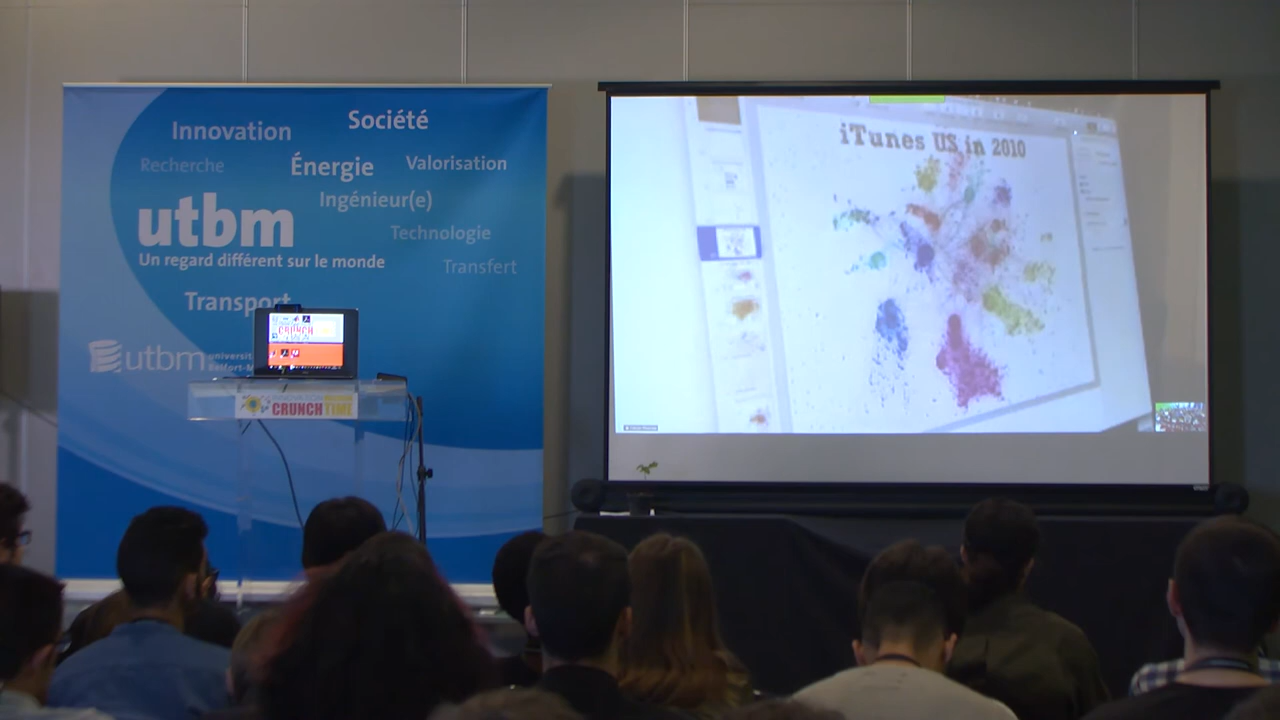 Société
Innovation
Recherche
Énergie
Valorisation
Ingénieur(e)
utbm
Technologie
Un regard différent sur le monde
Transfert
Transport
utbm
CRUNCH
CRUNCH TIME
iTunes US in 2010